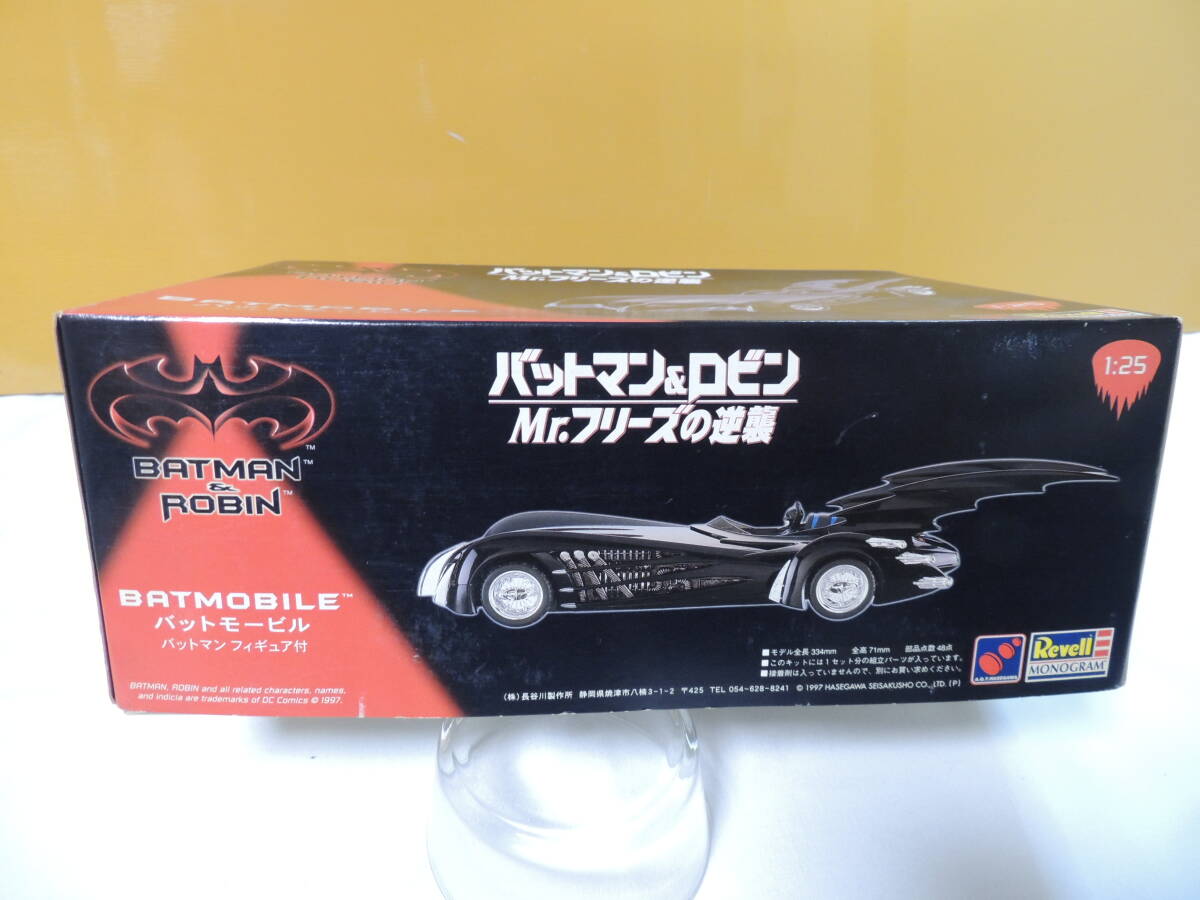 バットマン&ロビン
Mr.フリーズの逆襲
BATMOBILE
バットマン&ロビン
Mr.フリーズの逆襲
1:25
BATMAN™
&
ROBIN™
BATMOBILE™
バットモービル
バットマン フィギュア付
BATMAN, ROBIN and all related characters, names,
and indicia are trademarks of DC Comics © 1997.
■モデル全長 334mm 全高 71mm 部品点数 48点
■このキットには1セット分の組立パーツが入っています。
■接着剤は入っていませんので、別にお買い求めください。
(株)長谷川製作所 静岡県焼津市八楠3-1-2 〒425 TEL 054-628-8241 © 1997 HASEGAWA SEISAKUSHO CO., LTD. (P)
Revell
MONOGRAM